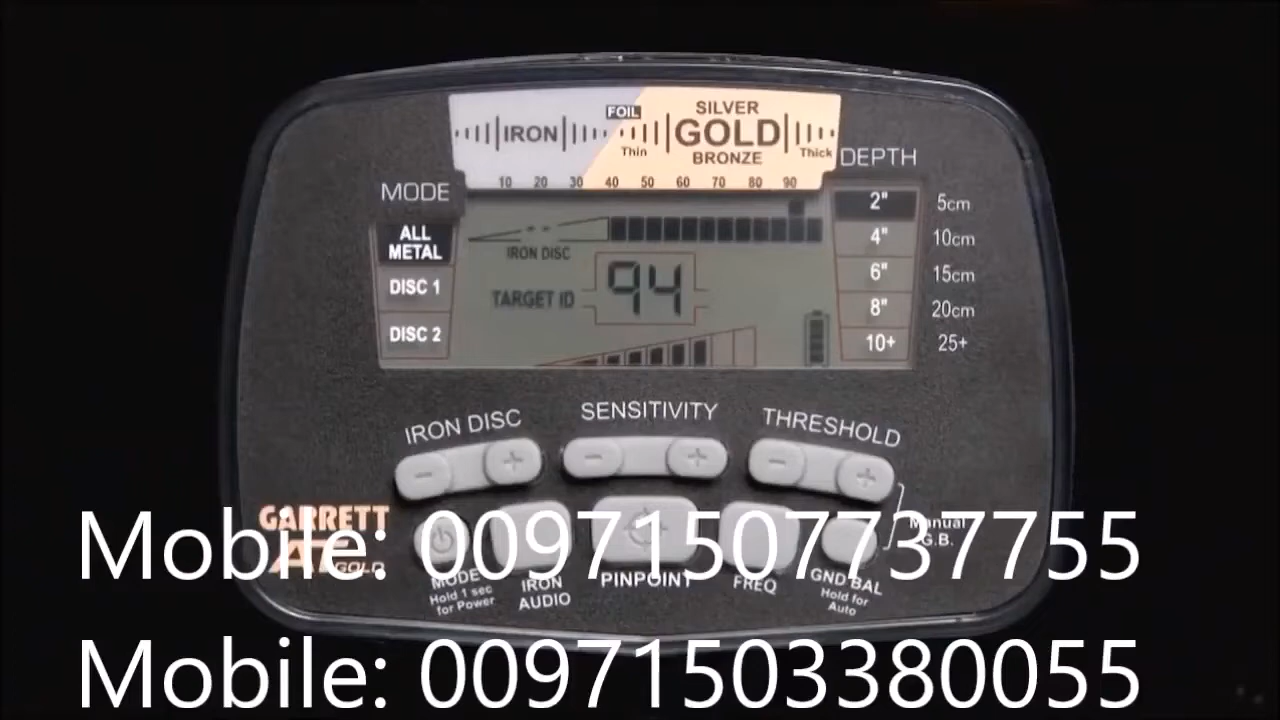 FOIL
IRON
SILVER
GOLD
BRONZE
Thin
Thick
10 20 30 40 50 60 70 80 90
DEPTH
MODE
ALL
METAL
DISC 1
DISC 2
IRON DISC
TARGET ID
94
2" 5cm
4" 10cm
6" 15cm
8" 20cm
10+ 25+
IRON DISC
SENSITIVITY
THRESHOLD
- +
- +
- +
GARRETT
AT GOLD
Manual
G.B.
MODE
Hold 1 sec
for Power
IRON
AUDIO
PINPOINT
FREQ
GND BAL
Hold for
Auto
Mobile: 00971507737755
Mobile: 00971503380055